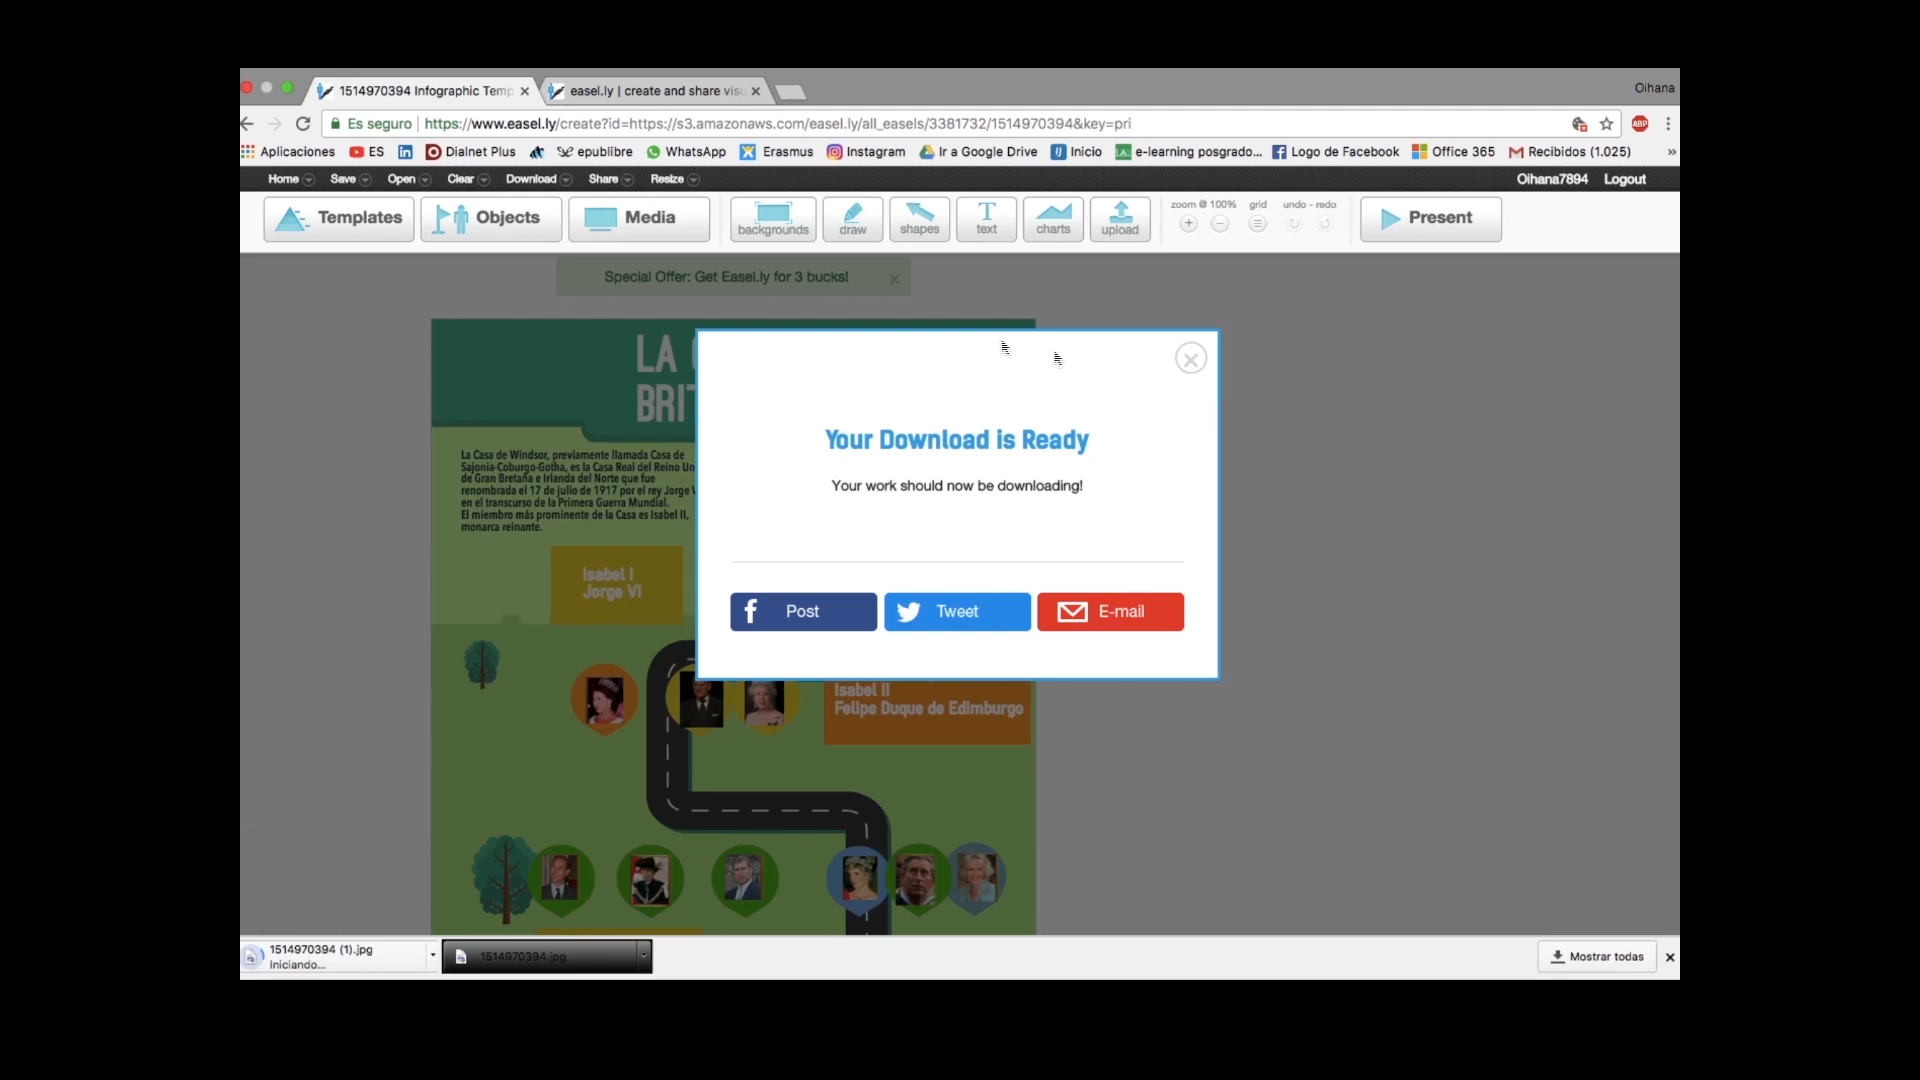 1514970394 Infographic Temp
easel.ly | create and share visu
Oihana
Es seguro
https://www.easel.ly/create?id=https://s3.amazonaws.com/easel.ly/all_easels/3381732/1514970394&key=pri
ABP
Aplicaciones
ES
Dialnet Plus
epublibre
WhatsApp
Erasmus
Instagram
Ir a Google Drive
Inicio
e-learning posgrado...
Logo de Facebook
Office 365
Recibidos (1.025)
»
Home
Save
Open
Clear
Download
Share
Resize
Oihana7894
Logout
Templates
Objects
Media
backgrounds
draw
shapes
T
text
charts
upload
zoom @ 100%
grid
undo - redo
Present
Special Offer: Get Easel.ly for 3 bucks!
LA
BRIT
La Casa de Windsor, previamente llamada Casa de
Sajonia-Coburgo-Gotha, es la Casa Real del Reino Un
de Gran Bretaña e Irlanda del Norte que fue
renombrada el 17 de julio de 1917 por el rey Jorge V
en el transcurso de la Primera Guerra Mundial.
El miembro más prominente de la Casa es Isabel II,
monarca reinante.
Isabel I
Jorge VI
Your Download is Ready
Your work should now be downloading!
Post
Tweet
E-mail
Isabel II
Felipe Duque de Edimburgo
1514970394 (1).jpg
Iniciando...
1514970394.jpg
Mostrar todas